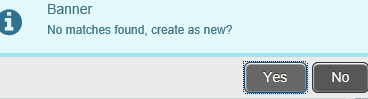 Banner
No matches found, create as new?
Yes No